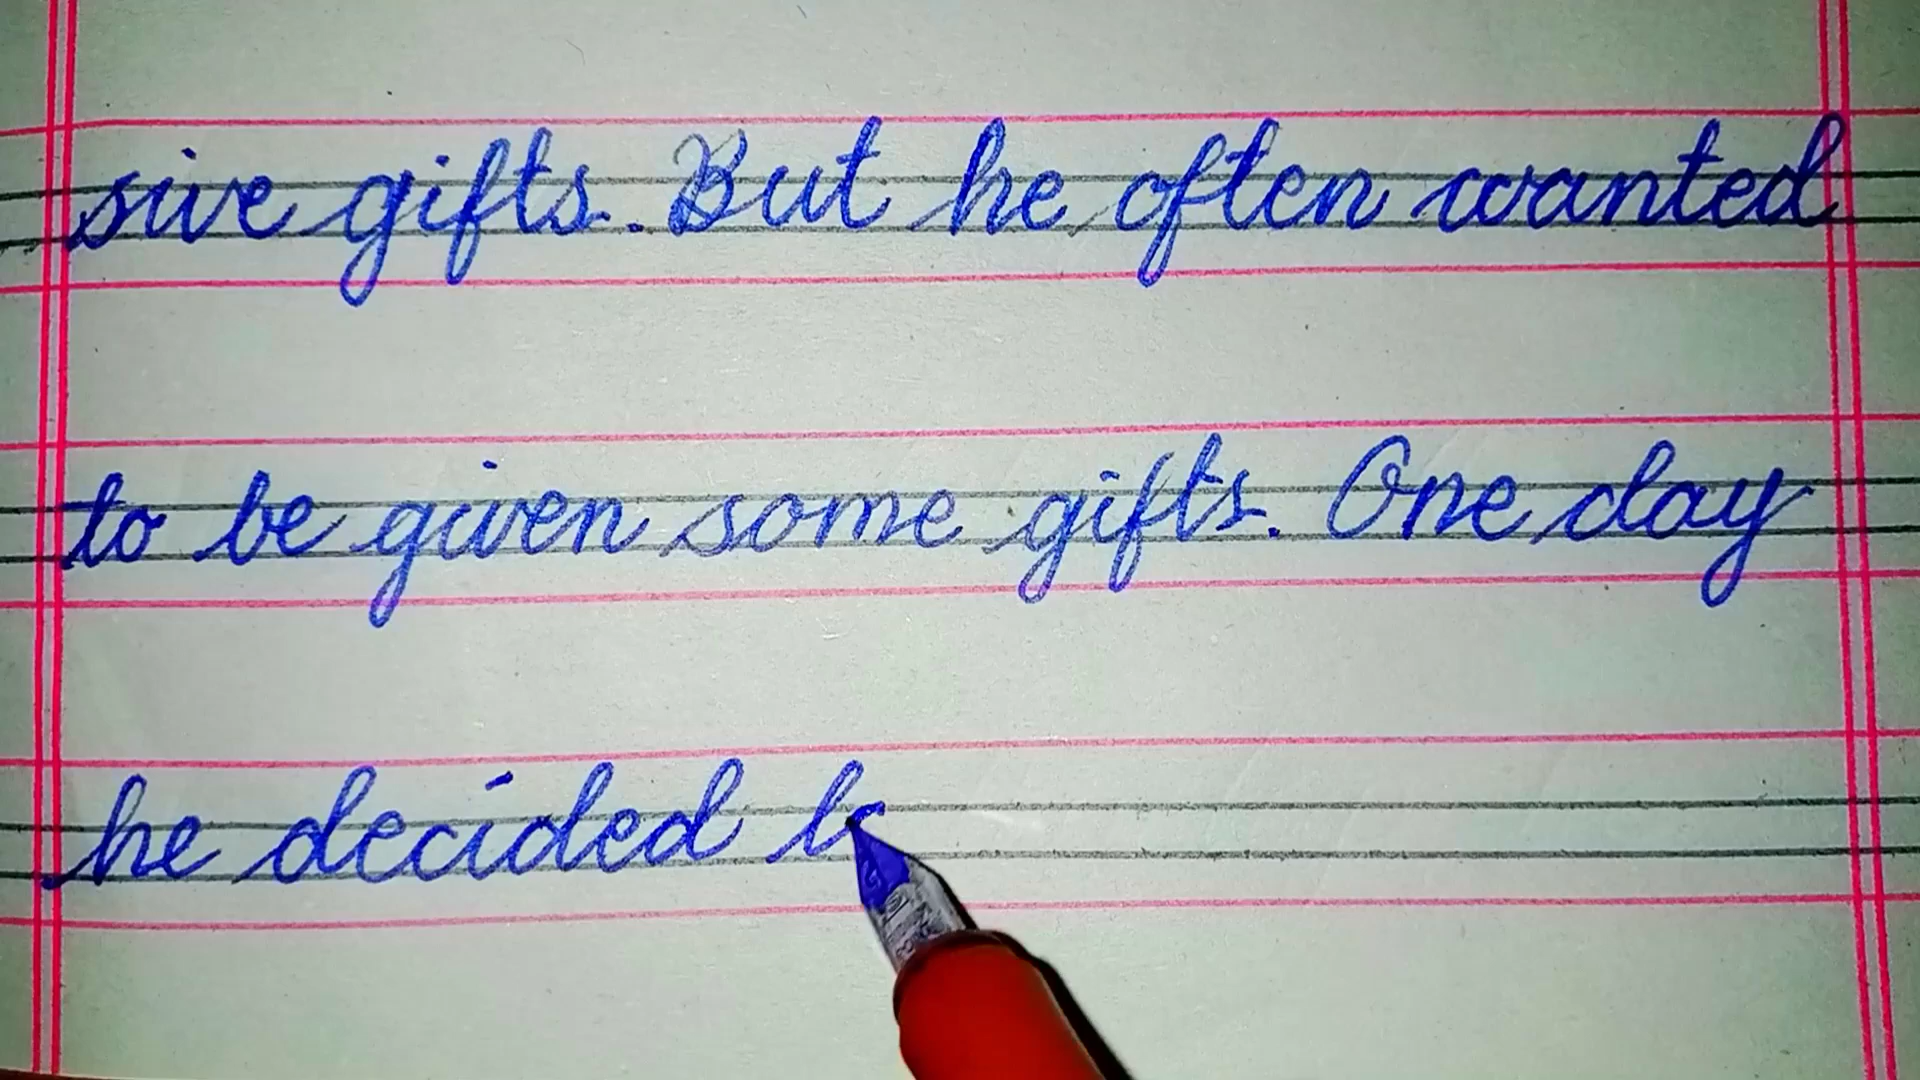 sive gifts. But he often wanted
to be given some gifts. One day
he decided